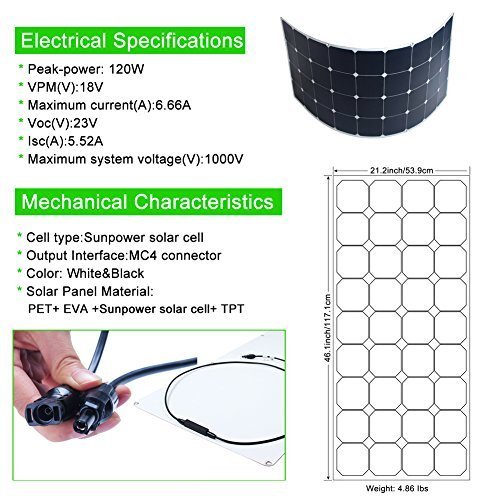 Electrical Specifications
* Peak-power: 120W
* VPM(V):18V
* Maximum current(A):6.66A
* Voc(V):23V
* Isc(A):5.52A
* Maximum system voltage(V):1000V
Mechanical Characteristics
* Cell type:Sunpower solar cell
* Output Interface:MC4 connector
* Color: White&Black
* Solar Panel Material:
PET+ EVA +Sunpower solar cell+ TPT
21.2inch/53.9cm
46.1inch/117.1cm
Weight: 4.86 lbs